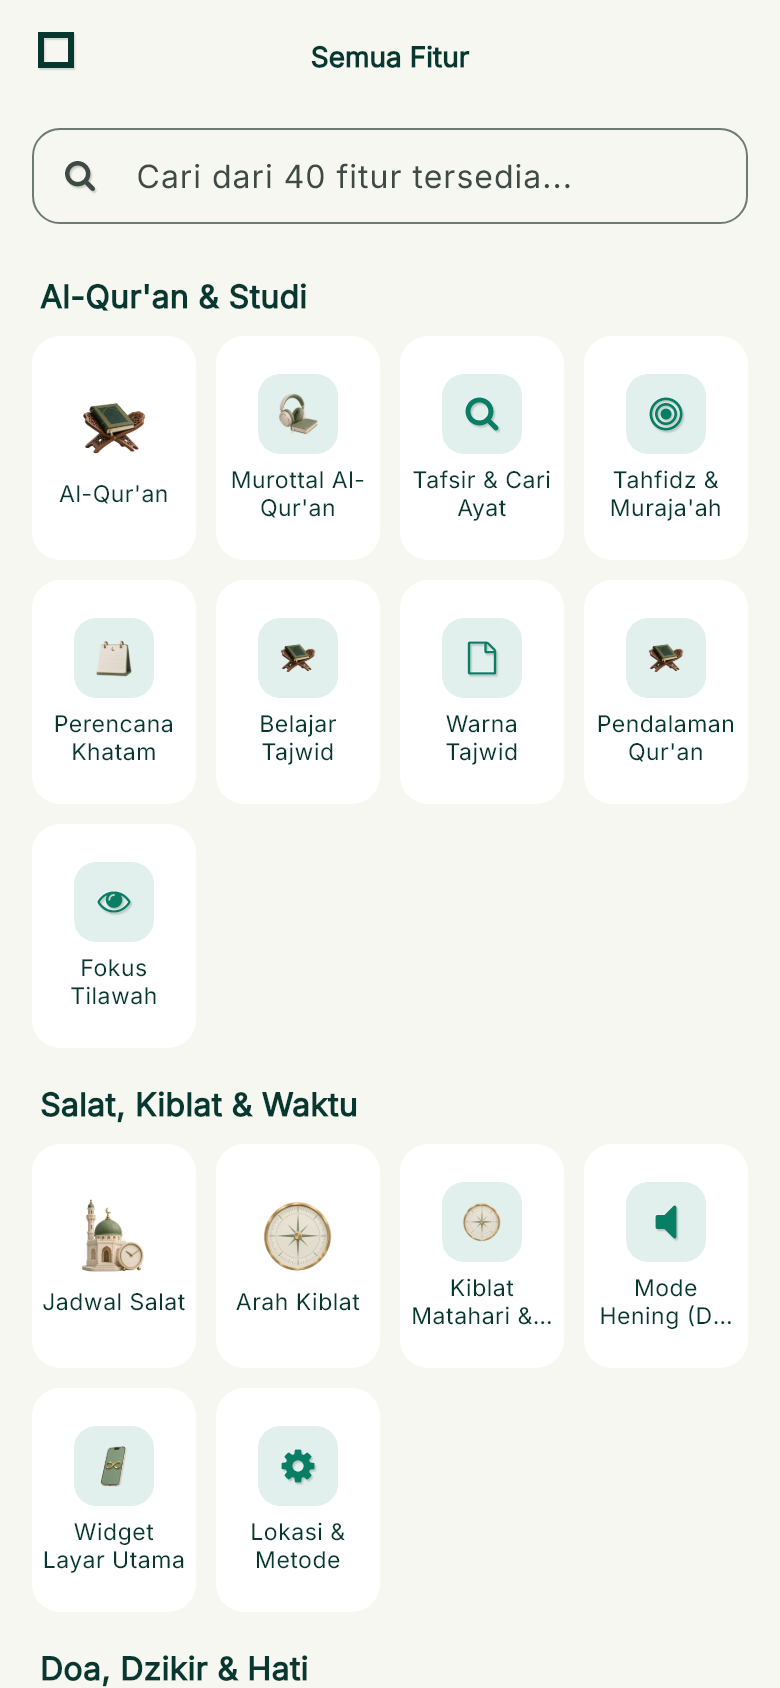 Semua Fitur
Cari dari 40 fitur tersedia...
Al-Qur'an & Studi
Al-Qur'an
Murottal Al-
Qur'an
Tafsir & Cari
Ayat
Tahfidz &
Muraja'ah
Perencana
Khatam
Belajar
Tajwid
Warna
Tajwid
Pendalaman
Qur'an
Fokus
Tilawah
Salat, Kiblat & Waktu
Jadwal Salat
Arah Kiblat
Kiblat
Matahari &...
Mode
Hening (D...
Widget
Layar Utama
Lokasi &
Metode
Doa, Dzikir & Hati